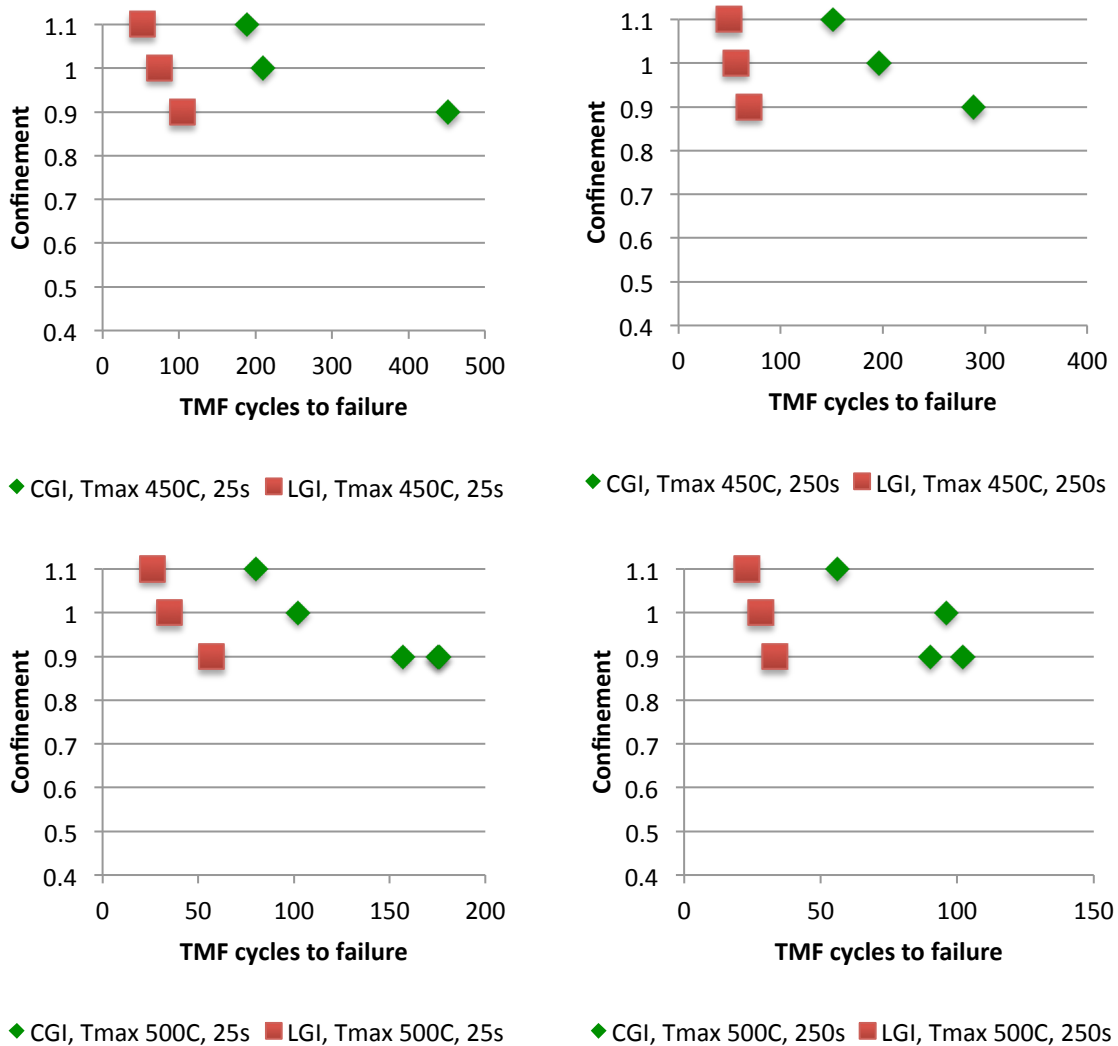 1.1
1
0.9
0.8
0.7
0.6
0.5
0.4
Confinement
0 100 200 300 400 500
TMF cycles to failure
CGI, Tmax 450C, 25s LGI, Tmax 450C, 25s
1.1
1
0.9
0.8
0.7
0.6
0.5
0.4
Confinement
0 100 200 300 400
TMF cycles to failure
CGI, Tmax 450C, 250s LGI, Tmax 450C, 250s
1.1
1
0.9
0.8
0.7
0.6
0.5
0.4
Confinement
0 50 100 150 200
TMF cycles to failure
CGI, Tmax 500C, 25s LGI, Tmax 500C, 25s
1.1
1
0.9
0.8
0.7
0.6
0.5
0.4
Confinement
0 50 100 150
TMF cycles to failure
CGI, Tmax 500C, 250s LGI, Tmax 500C, 250s